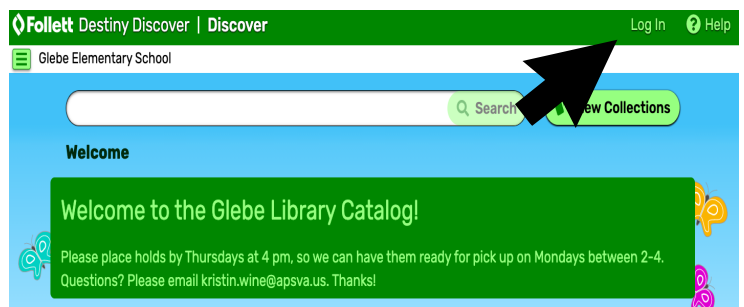 Follett Destiny Discover | Discover Log In Help
Glebe Elementary School
Search Collections
Welcome
Welcome to the Glebe Library Catalog!
Please place holds by Thursdays at 4 pm, so we can have them ready for pick up on Mondays between 2-4.
Questions? Please email kristin.wine@apsva.us. Thanks!